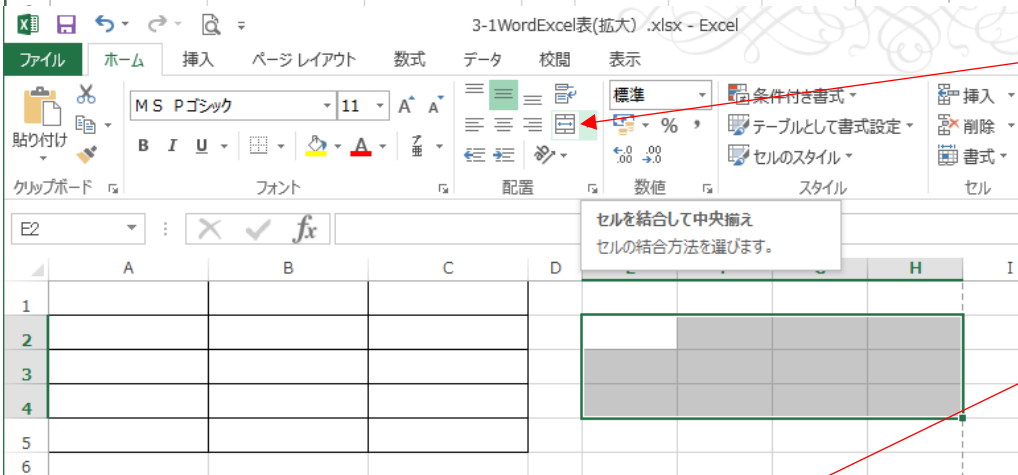 3-1WordExcel表(拡大) .xlsx - Excel
ファイル ホーム 挿入 ページ レイアウト 数式 データ 校閲 表示
貼り付け
クリップボード
ＭＳ Ｐゴシック 11 A A
B I U A
フォント
配置
標準
% ,
数値
条件付き書式
テーブルとして書式設定
セルのスタイル
スタイル
挿入
削除
書式
セル
E2 fx
セルを結合して中央揃え
セルの結合方法を選びます。
A B C D H I
1
2
3
4
5
6